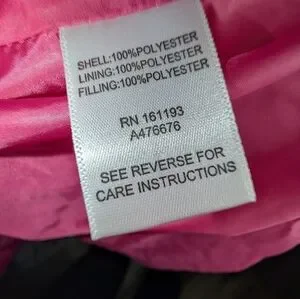 SHELL:100%POLYESTER
LINING:100%POLYESTER
FILLING:100%POLYESTER
RN 161193
A476676
SEE REVERSE FOR
CARE INSTRUCTIONS